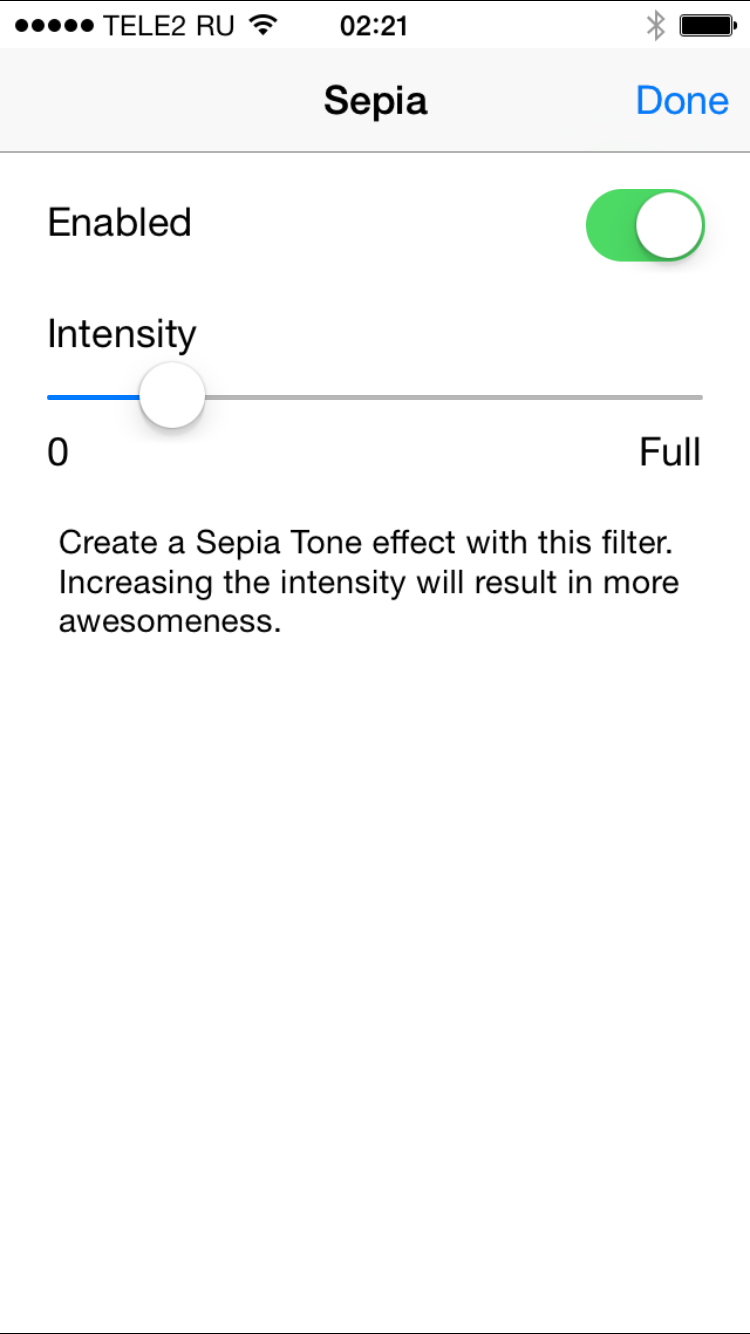 TELE2 RU 02:21
Sepia Done
Enabled
Intensity
0 Full
Create a Sepia Tone effect with this filter.
Increasing the intensity will result in more
awesomeness.